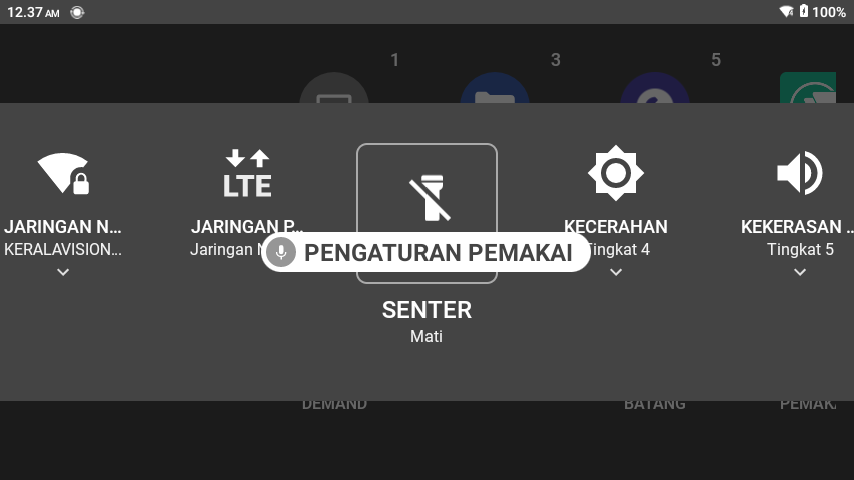 12.37 AM
100%
1
3
5
LTE
JARINGAN N...
KERALAVISION...
JARINGAN P...
Jaringan
KECERAHAN
Tingkat 4
KEKERASAN ..
Tingkat 5
PENGATURAN PEMAKAI
SENTER
Mati
DEMAND
BATANG
PEMAK